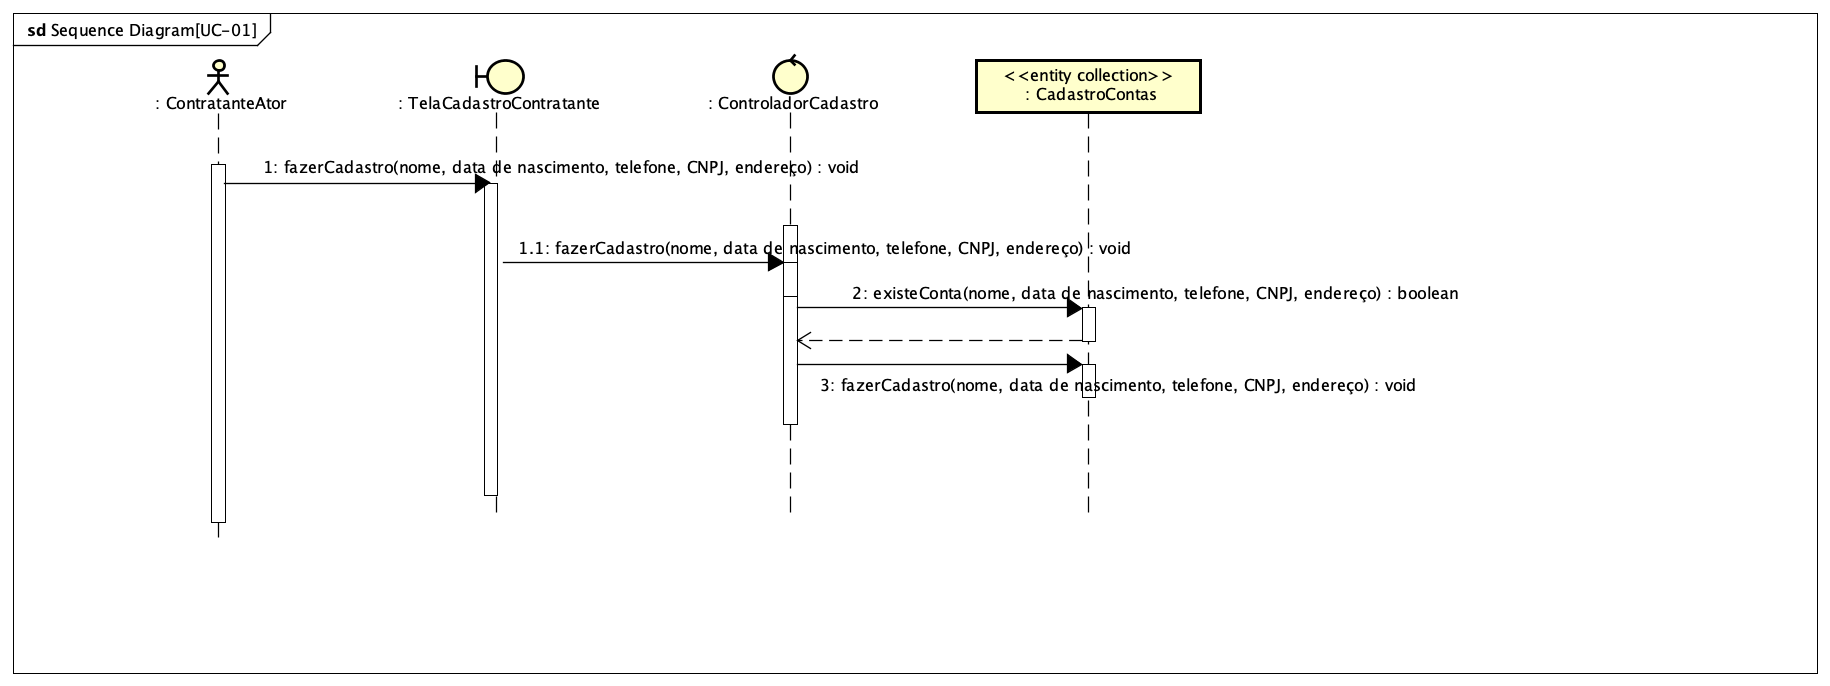 sd Sequence Diagram[UC-01]
: ContratanteAtor
: TelaCadastroContratante
: ControladorCadastro
<<entity collection>>
: CadastroContas
1: fazerCadastro(nome, data de nascimento, telefone, CNPJ, endereço) : void
1.1: fazerCadastro(nome, data de nascimento, telefone, CNPJ, endereço) : void
2: existeConta(nome, data de nascimento, telefone, CNPJ, endereço) : boolean
3: fazerCadastro(nome, data de nascimento, telefone, CNPJ, endereço) : void